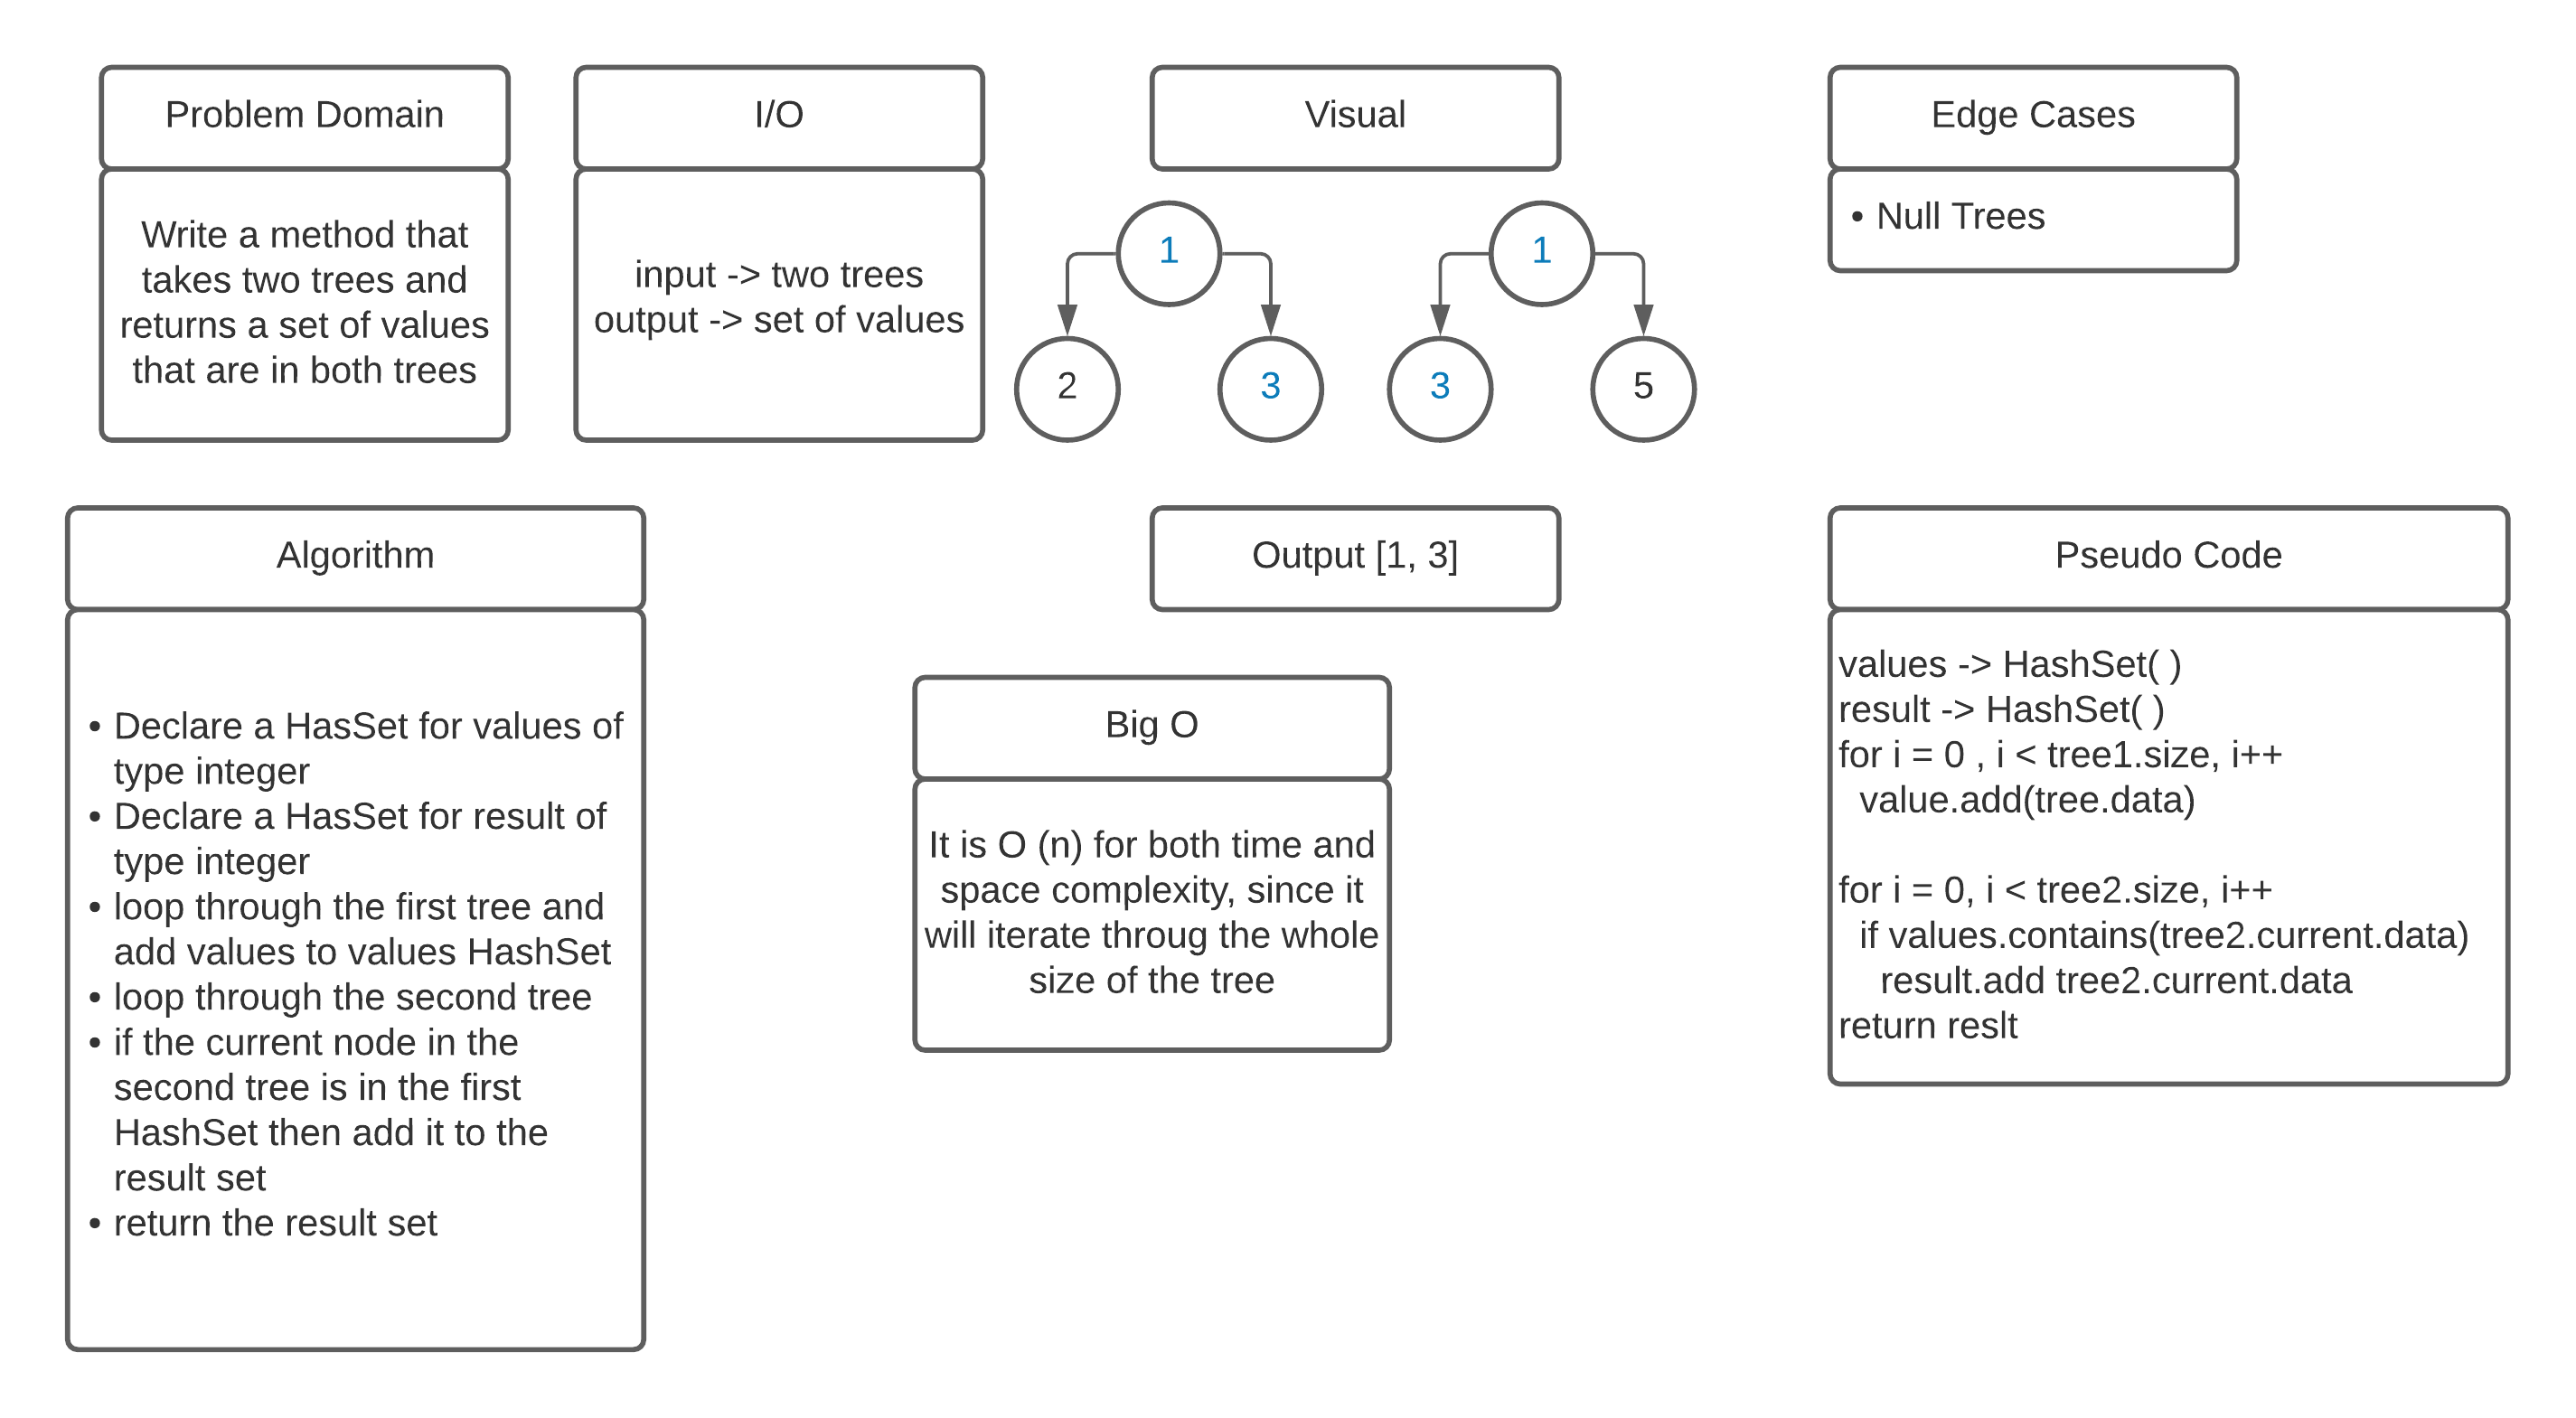 Problem Domain
Write a method that
takes two trees and
returns a set of values
that are in both trees
I/O
input -> two trees
output -> set of values
Visual
1
2
3
1
3
5
Output [1, 3]
Edge Cases
• Null Trees
Algorithm
• Declare a HasSet for values of
type integer
• Declare a HasSet for result of
type integer
• loop through the first tree and
add values to values HashSet
• loop through the second tree
• if the current node in the
second tree is in the first
HashSet then add it to the
result set
• return the result set
Big O
It is O (n) for both time and
space complexity, since it
will iterate throug the whole
size of the tree
Pseudo Code
values -> HashSet( )
result -> HashSet( )
for i = 0 , i < tree1.size, i++
value.add(tree.data)
for i = 0, i < tree2.size, i++
if values.contains(tree2.current.data)
result.add tree2.current.data
return reslt